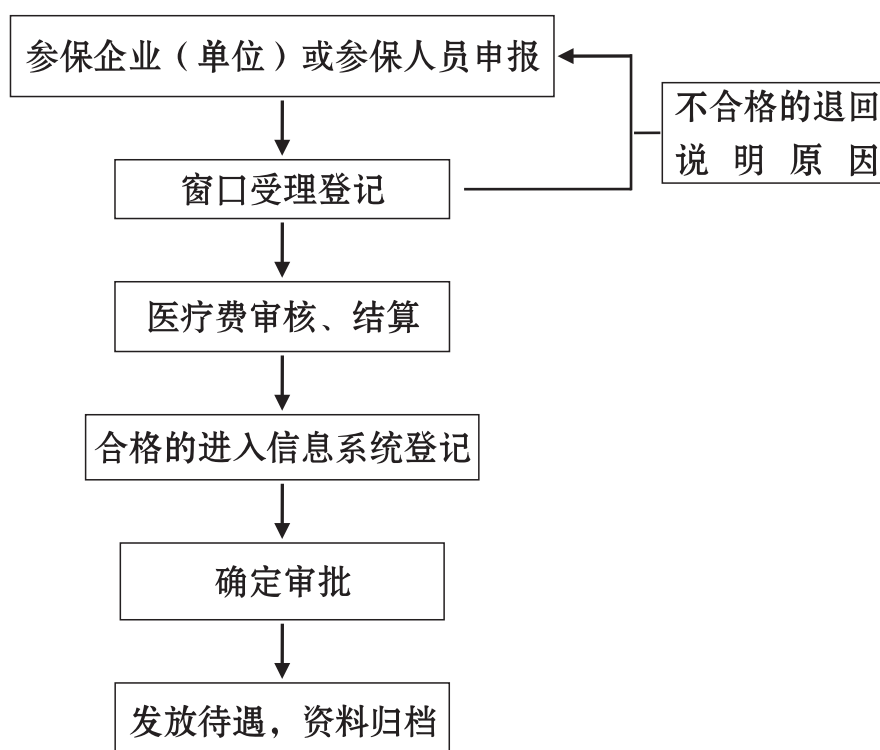 参保企业（单位）或参保人员申报
不合格的退回
说明原因
窗口受理登记
医疗费审核、结算
合格的进入信息系统登记
确定审批
发放待遇，资料归档